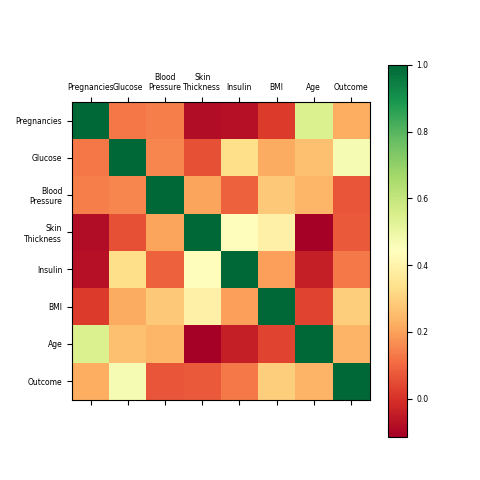 Pregnancies Glucose Blood Pressure Skin Thickness Insulin BMI Age Outcome
Pregnancies
Glucose
Blood
Pressure
Skin
Thickness
Insulin
BMI
Age
Outcome
1.0
0.8
0.6
0.4
0.2
0.0